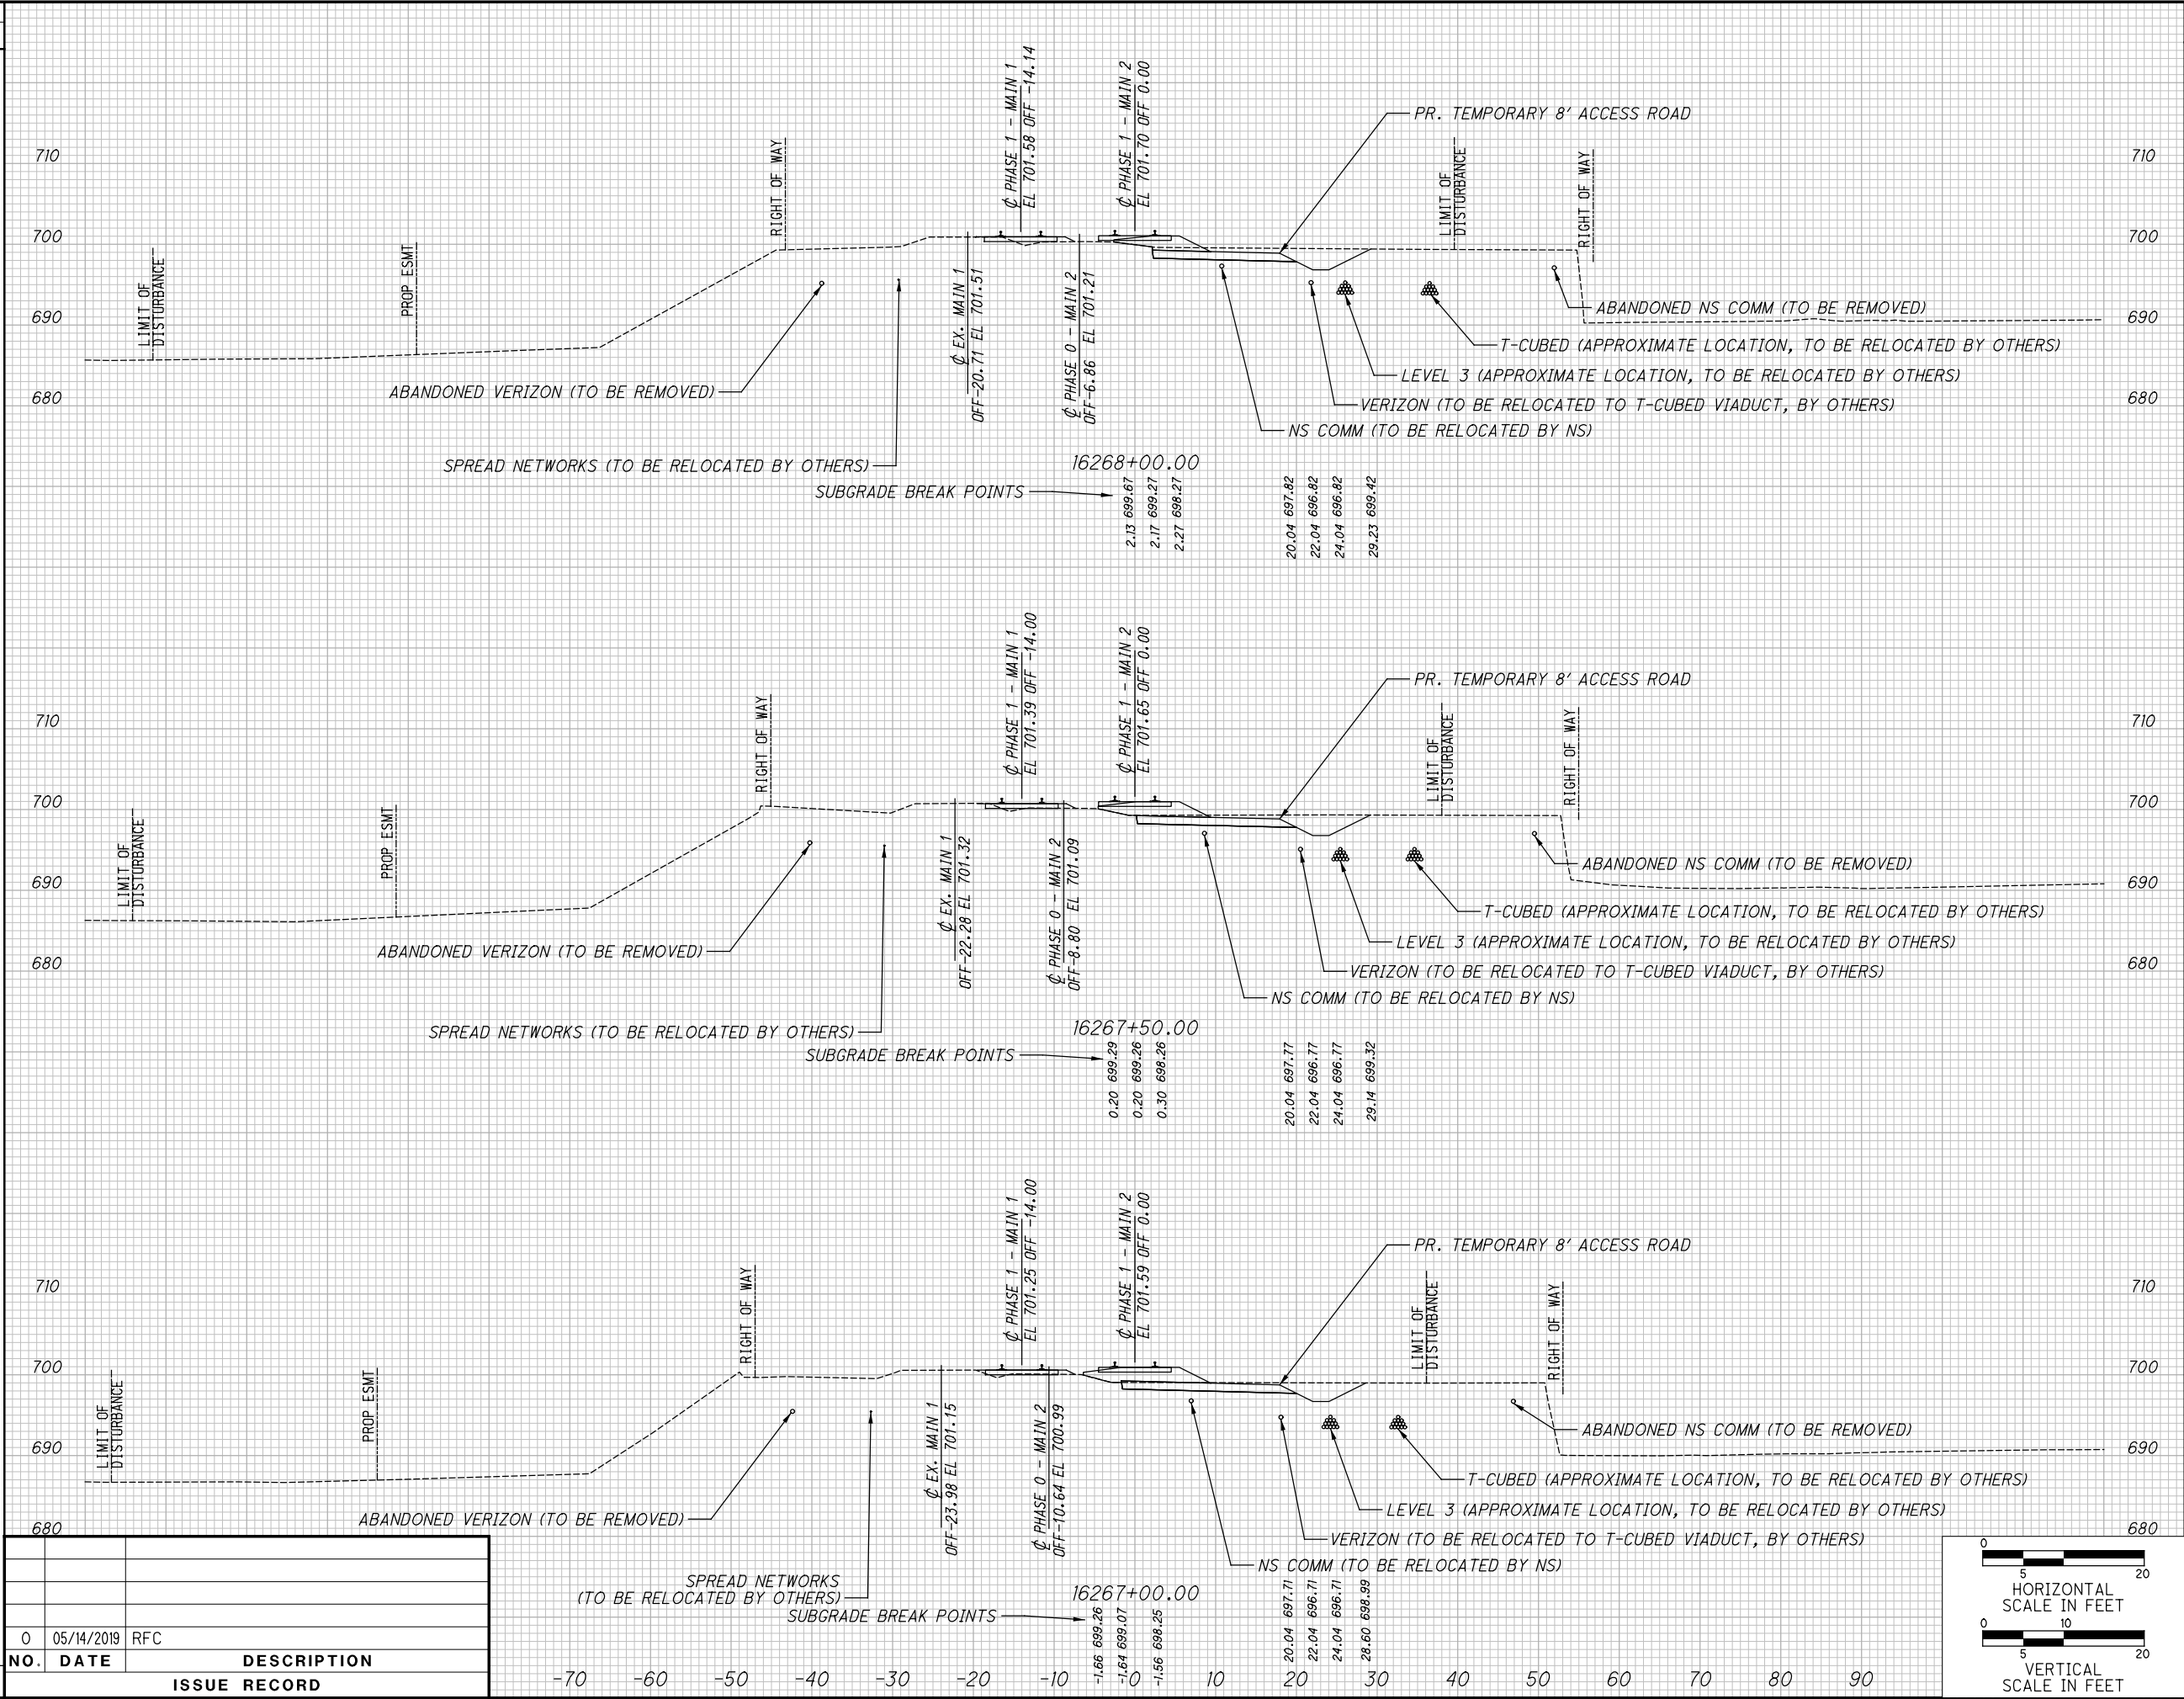 ℄ PHASE 1 - MAIN 1
EL 701.58 OFF -14.14
℄ PHASE 1 - MAIN 2
EL 701.70 OFF 0.00
PR. TEMPORARY 8' ACCESS ROAD
710
RIGHT OF WAY
LIMIT OF
DISTURBANCE
RIGHT OF WAY
710
700
700
LIMIT OF
DISTURBANCE
PROP ESMT
℄ EX. MAIN 1
OFF-20.71 EL 701.51
℄ PHASE 0 - MAIN 2
OFF-6.86 EL 701.21
ABANDONED NS COMM (TO BE REMOVED)
690
690
T-CUBED (APPROXIMATE LOCATION, TO BE RELOCATED BY OTHERS)
LEVEL 3 (APPROXIMATE LOCATION, TO BE RELOCATED BY OTHERS)
ABANDONED VERIZON (TO BE REMOVED)
680
680
VERIZON (TO BE RELOCATED TO T-CUBED VIADUCT, BY OTHERS)
NS COMM (TO BE RELOCATED BY NS)
SPREAD NETWORKS (TO BE RELOCATED BY OTHERS)
16268+00.00
SUBGRADE BREAK POINTS
2.13 699.67
2.17 699.27
2.27 698.27
20.04 697.82
22.04 696.82
24.04 696.82
29.23 699.42
℄ PHASE 1 - MAIN 1
EL 701.39 OFF -14.00
℄ PHASE 1 - MAIN 2
EL 701.65 OFF 0.00
PR. TEMPORARY 8' ACCESS ROAD
710
RIGHT OF WAY
LIMIT OF
DISTURBANCE
RIGHT OF WAY
710
700
700
LIMIT OF
DISTURBANCE
PROP ESMT
℄ EX. MAIN 1
OFF-22.28 EL 701.32
℄ PHASE 0 - MAIN 2
OFF-8.80 EL 701.09
ABANDONED NS COMM (TO BE REMOVED)
690
690
T-CUBED (APPROXIMATE LOCATION, TO BE RELOCATED BY OTHERS)
LEVEL 3 (APPROXIMATE LOCATION, TO BE RELOCATED BY OTHERS)
ABANDONED VERIZON (TO BE REMOVED)
680
680
VERIZON (TO BE RELOCATED TO T-CUBED VIADUCT, BY OTHERS)
NS COMM (TO BE RELOCATED BY NS)
SPREAD NETWORKS (TO BE RELOCATED BY OTHERS)
16267+50.00
SUBGRADE BREAK POINTS
0.20 699.29
0.20 699.26
0.30 698.26
20.04 697.77
22.04 696.77
24.04 696.77
29.14 699.32
℄ PHASE 1 - MAIN 1
EL 701.25 OFF -14.00
℄ PHASE 1 - MAIN 2
EL 701.59 OFF 0.00
PR. TEMPORARY 8' ACCESS ROAD
710
RIGHT OF WAY
LIMIT OF
DISTURBANCE
RIGHT OF WAY
710
700
700
LIMIT OF
DISTURBANCE
PROP ESMT
℄ EX. MAIN 1
OFF-23.98 EL 701.15
℄ PHASE 0 - MAIN 2
OFF-10.64 EL 700.99
ABANDONED NS COMM (TO BE REMOVED)
690
690
T-CUBED (APPROXIMATE LOCATION, TO BE RELOCATED BY OTHERS)
LEVEL 3 (APPROXIMATE LOCATION, TO BE RELOCATED BY OTHERS)
ABANDONED VERIZON (TO BE REMOVED)
680
680
VERIZON (TO BE RELOCATED TO T-CUBED VIADUCT, BY OTHERS)
NS COMM (TO BE RELOCATED BY NS)
SPREAD NETWORKS
(TO BE RELOCATED BY OTHERS)
16267+00.00
SUBGRADE BREAK POINTS
-1.66 699.26
-1.64 699.07
-1.56 698.25
20.04 697.71
22.04 696.71
24.04 696.71
28.60 698.99
-70 -60 -50 -40 -30 -20 -10 0 10 20 30 40 50 60 70 80 90
0 05/14/2019 RFC
NO. DATE DESCRIPTION
ISSUE RECORD
0
5 20
HORIZONTAL
SCALE IN FEET
0 10
5 20
VERTICAL
SCALE IN FEET